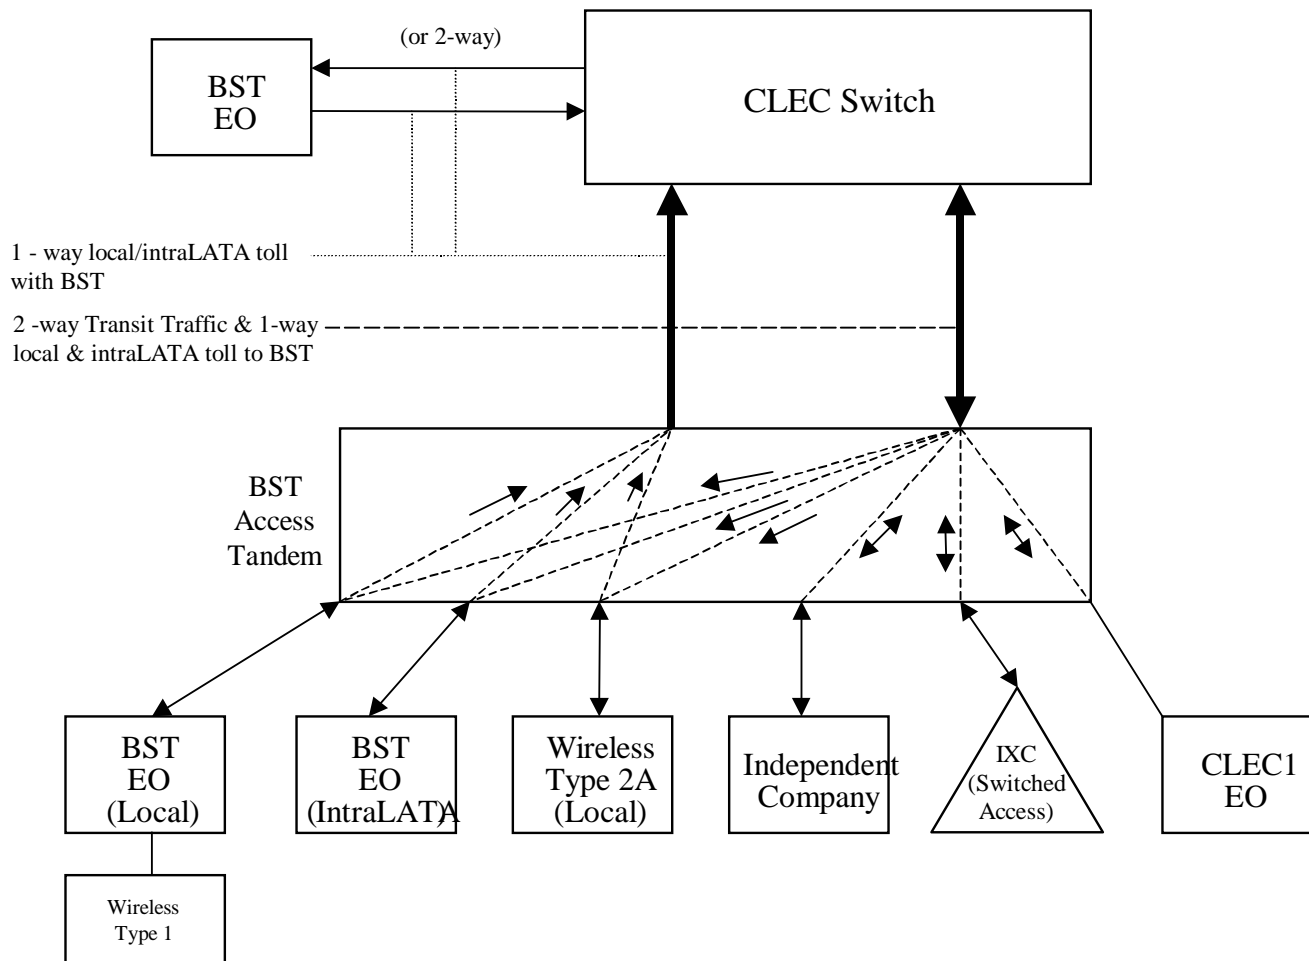 (or 2-way)
BST
EO
CLEC Switch
1 - way local/intraLATA toll
with BST
2 -way Transit Traffic & 1-way
local & intraLATA toll to BST
BST
Access
Tandem
BST
EO
(Local)
BST
EO
(IntraLATA)
Wireless
Type 2A
(Local)
Independent
Company
IXC
(Switched
Access)
CLEC1
EO
Wireless
Type 1